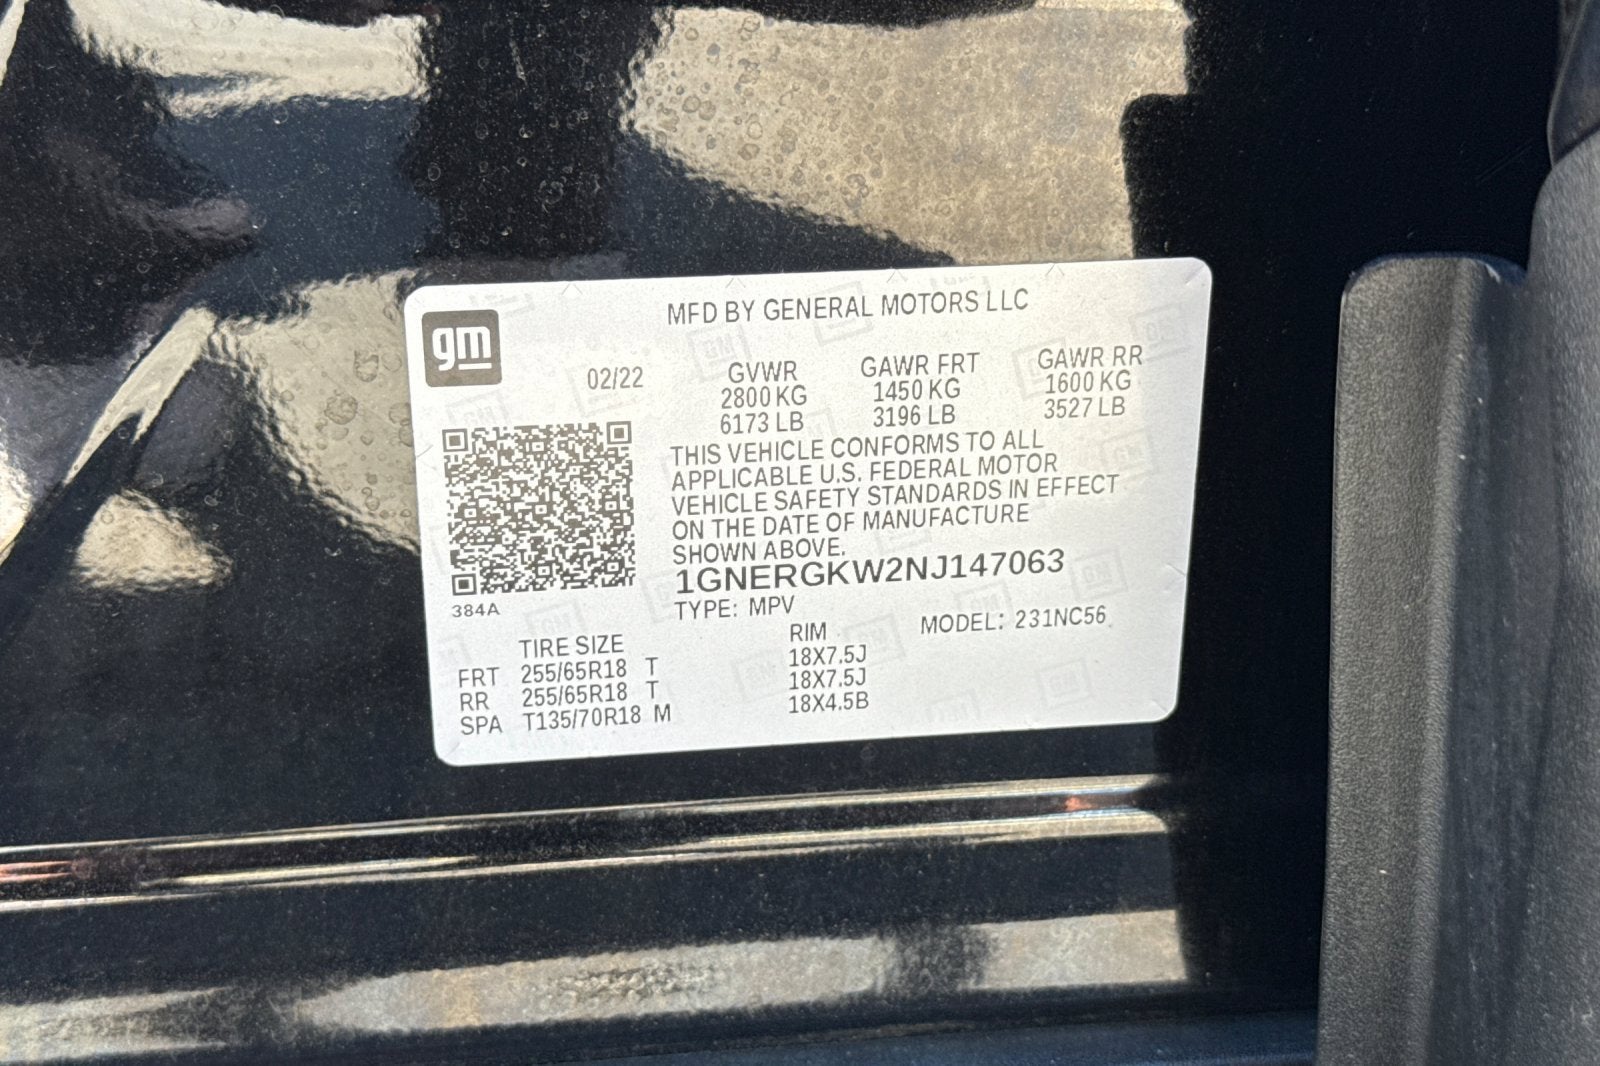 MFD BY GENERAL MOTORS LLC
gm
02/22
GVWR GAWR FRT GAWR RR
2800 KG 1450 KG 1600 KG
6173 LB 3196 LB 3527 LB
THIS VEHICLE CONFORMS TO ALL
APPLICABLE U.S. FEDERAL MOTOR
VEHICLE SAFETY STANDARDS IN EFFECT
ON THE DATE OF MANUFACTURE
SHOWN ABOVE.
1GNERGKW2NJ147063
384A
TYPE: MPV MODEL: 231NC56
TIRE SIZE RIM
FRT 255/65R18 T 18X7.5J
RR 255/65R18 T 18X7.5J
SPA T135/70R18 M 18X4.5B